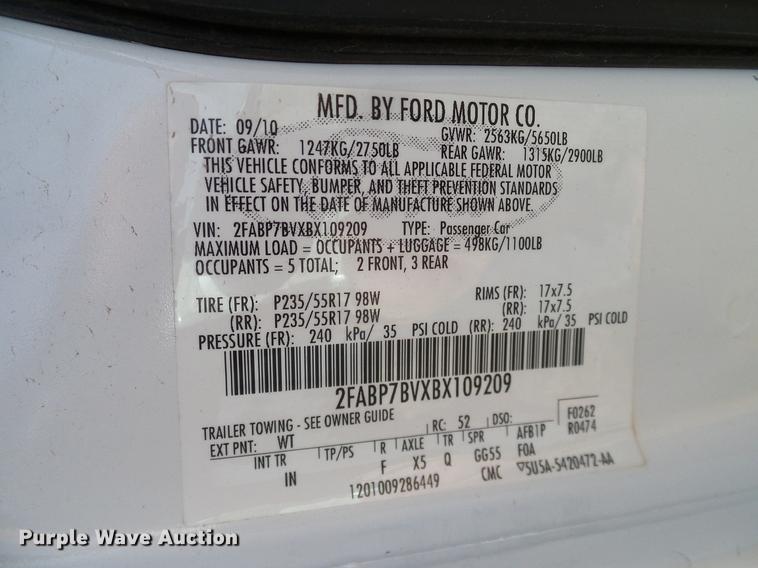 MFD. BY FORD MOTOR CO.
DATE: 09/10 GVWR: 2563KG/5650LB
FRONT GAWR: 1247KG/2750LB REAR GAWR: 1315KG/2900LB
THIS VEHICLE CONFORMS TO ALL APPLICABLE FEDERAL MOTOR
VEHICLE SAFETY, BUMPER, AND THEFT PREVENTION STANDARDS
IN EFFECT ON THE DATE OF MANUFACTURE SHOWN ABOVE.
VIN: 2FABP7BVXBX109209 TYPE: Passenger Car
MAXIMUM LOAD = OCCUPANTS + LUGGAGE = 498KG/1100LB
OCCUPANTS = 5 TOTAL; 2 FRONT, 3 REAR
TIRE (FR): P235/55R17 98W RIMS (FR): 17x7.5
(RR): P235/55R17 98W (RR): 17x7.5
PRESSURE (FR): 240 kPa/ 35 PSI COLD (RR): 240 kPa/ 35 PSI COLD
2FABP7BVXBX109209
TRAILER TOWING - SEE OWNER GUIDE
EXT PNT: WT RC: 52 DSO: F0262
INT TR TP/PS R AXLE TR SPR AFB1P R0474
IN F X5 Q GG55 FOA
1201009286449 CMC 5U5A-5420472-AA
Purple Wave Auction